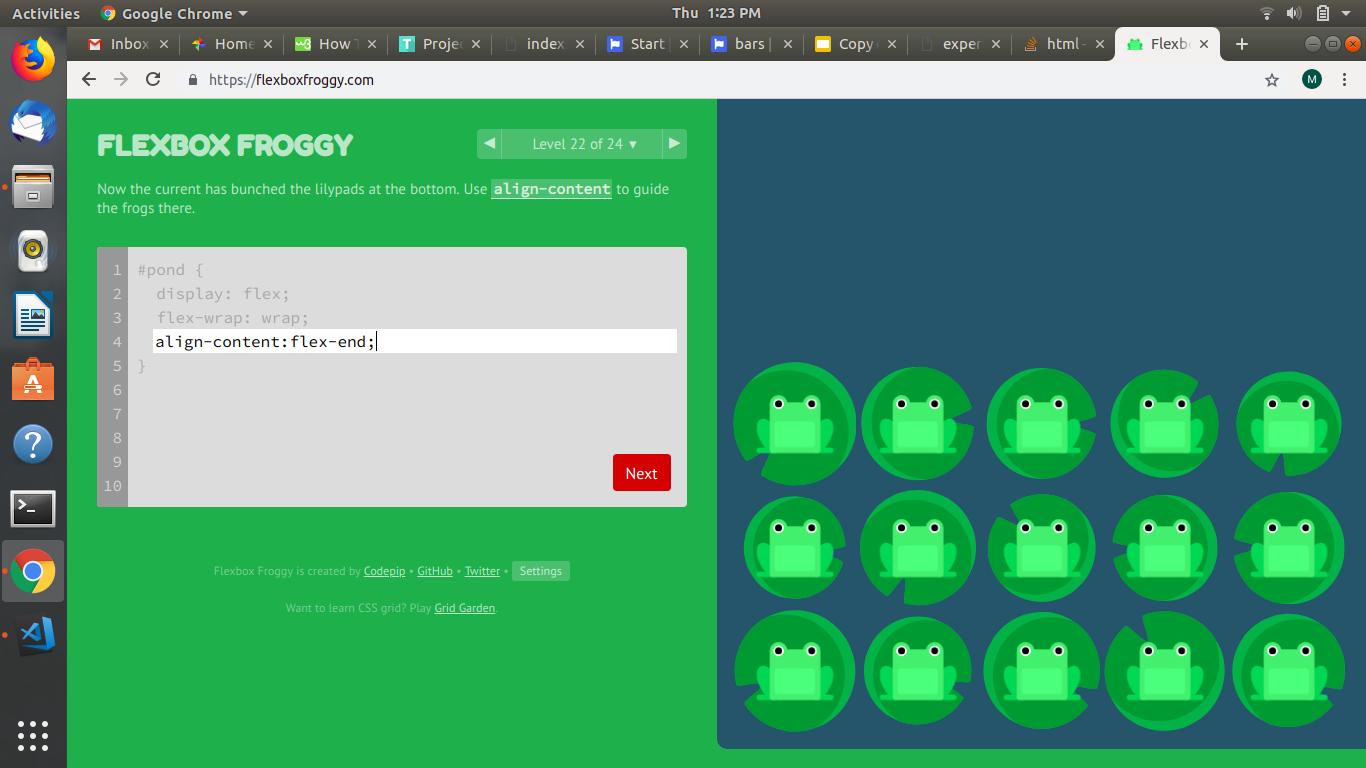 Activities Google Chrome ▾ Thu 1:23 PM
Inbox Home How T Projec index Start | bars | Copy experi html - Flexbo
https://flexboxfroggy.com M
FLEXBOX FROGGY
◀ Level 22 of 24 ▾ ▶
Now the current has bunched the lilypads at the bottom. Use align-content to guide
the frogs there.
1 #pond {
2 display: flex;
3 flex-wrap: wrap;
4 align-content:flex-end;
5 }
6
7
8
9
10
Next
Flexbox Froggy is created by Codepip • GitHub • Twitter • Settings
Want to learn CSS grid? Play Grid Garden.